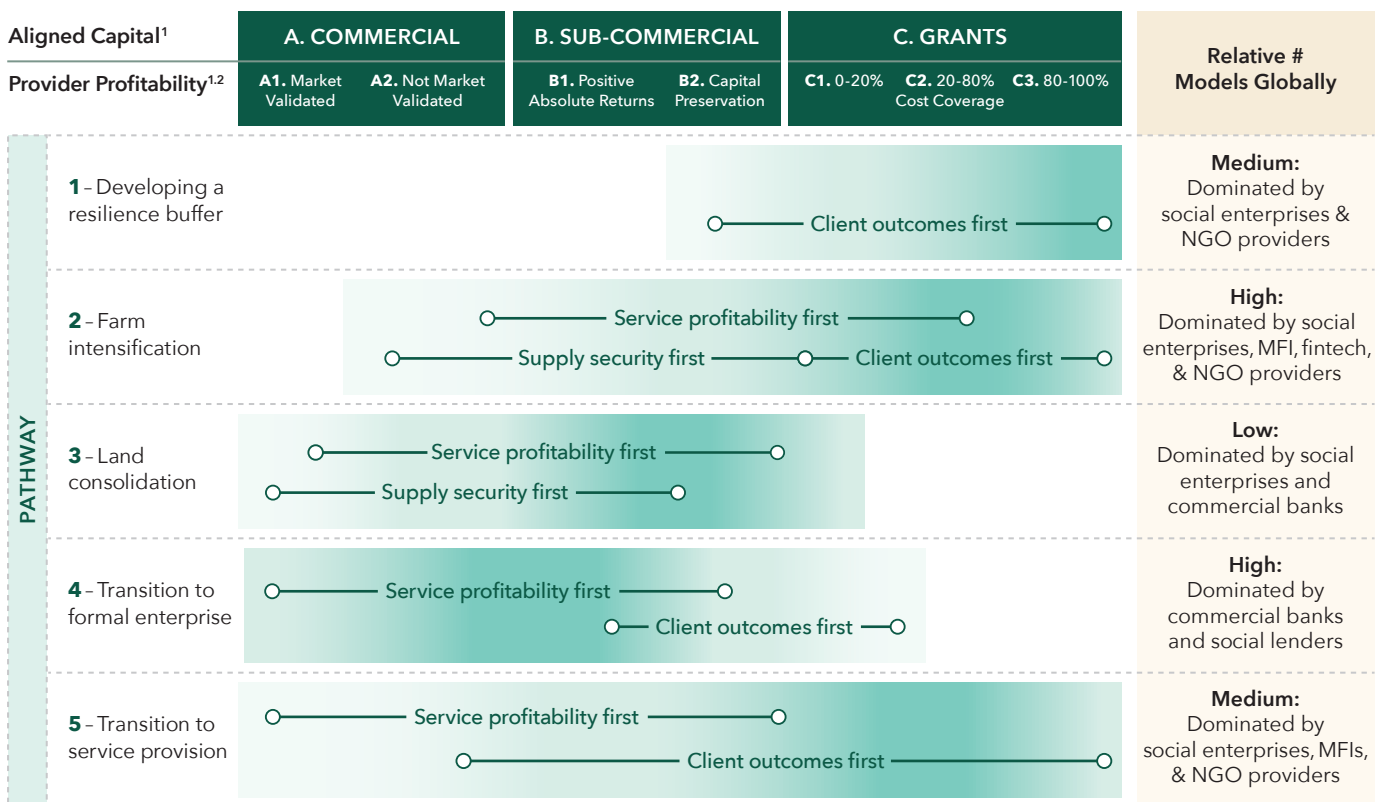 Aligned Capital¹
A. COMMERCIAL
B. SUB-COMMERCIAL
C. GRANTS
Relative #
Models Globally
Provider Profitability¹·²
A1. Market
Validated
A2. Not Market
Validated
B1. Positive
Absolute Returns
B2. Capital
Preservation
C1. 0-20%
C2. 20-80%
C3. 80-100%
Cost Coverage
PATHWAY
1 – Developing a
resilience buffer
Client outcomes first
Medium:
Dominated by
social enterprises &
NGO providers
2 – Farm
intensification
Service profitability first
Supply security first
Client outcomes first
High:
Dominated by social
enterprises, MFI, fintech,
& NGO providers
3 – Land
consolidation
Service profitability first
Supply security first
Low:
Dominated by social
enterprises and
commercial banks
4 – Transition to
formal enterprise
Service profitability first
Client outcomes first
High:
Dominated by
commercial banks
and social lenders
5 – Transition to
service provision
Service profitability first
Client outcomes first
Medium:
Dominated by
social enterprises, MFIs,
& NGO providers